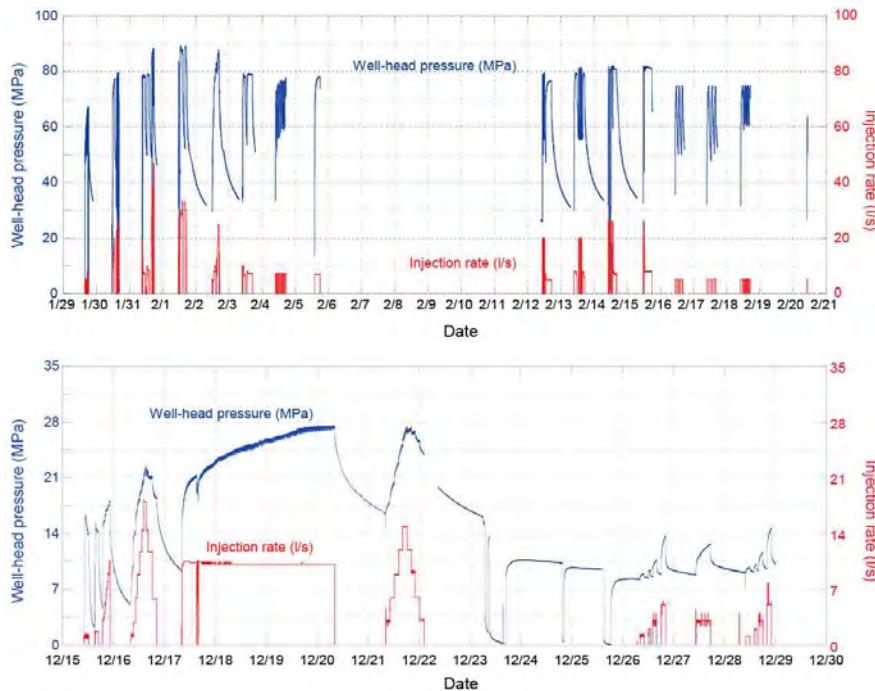 100
80
60
40
20
0
Well-head pressure (MPa)
Well-head pressure (MPa)
Injection rate (l/s)
100
80
60
40
20
0
Injection rate (l/s)
1/29 1/30 1/31 2/1 2/2 2/3 2/4 2/5 2/6 2/7 2/8 2/9 2/10 2/11 2/12 2/13 2/14 2/15 2/16 2/17 2/18 2/19 2/20 2/21
Date
35
28
21
14
7
0
Well-head pressure (MPa)
Well-head pressure (MPa)
Injection rate (l/s)
35
28
21
14
7
0
Injection rate (l/s)
12/15 12/16 12/17 12/18 12/19 12/20 12/21 12/22 12/23 12/24 12/25 12/26 12/27 12/28 12/29 12/30
Date